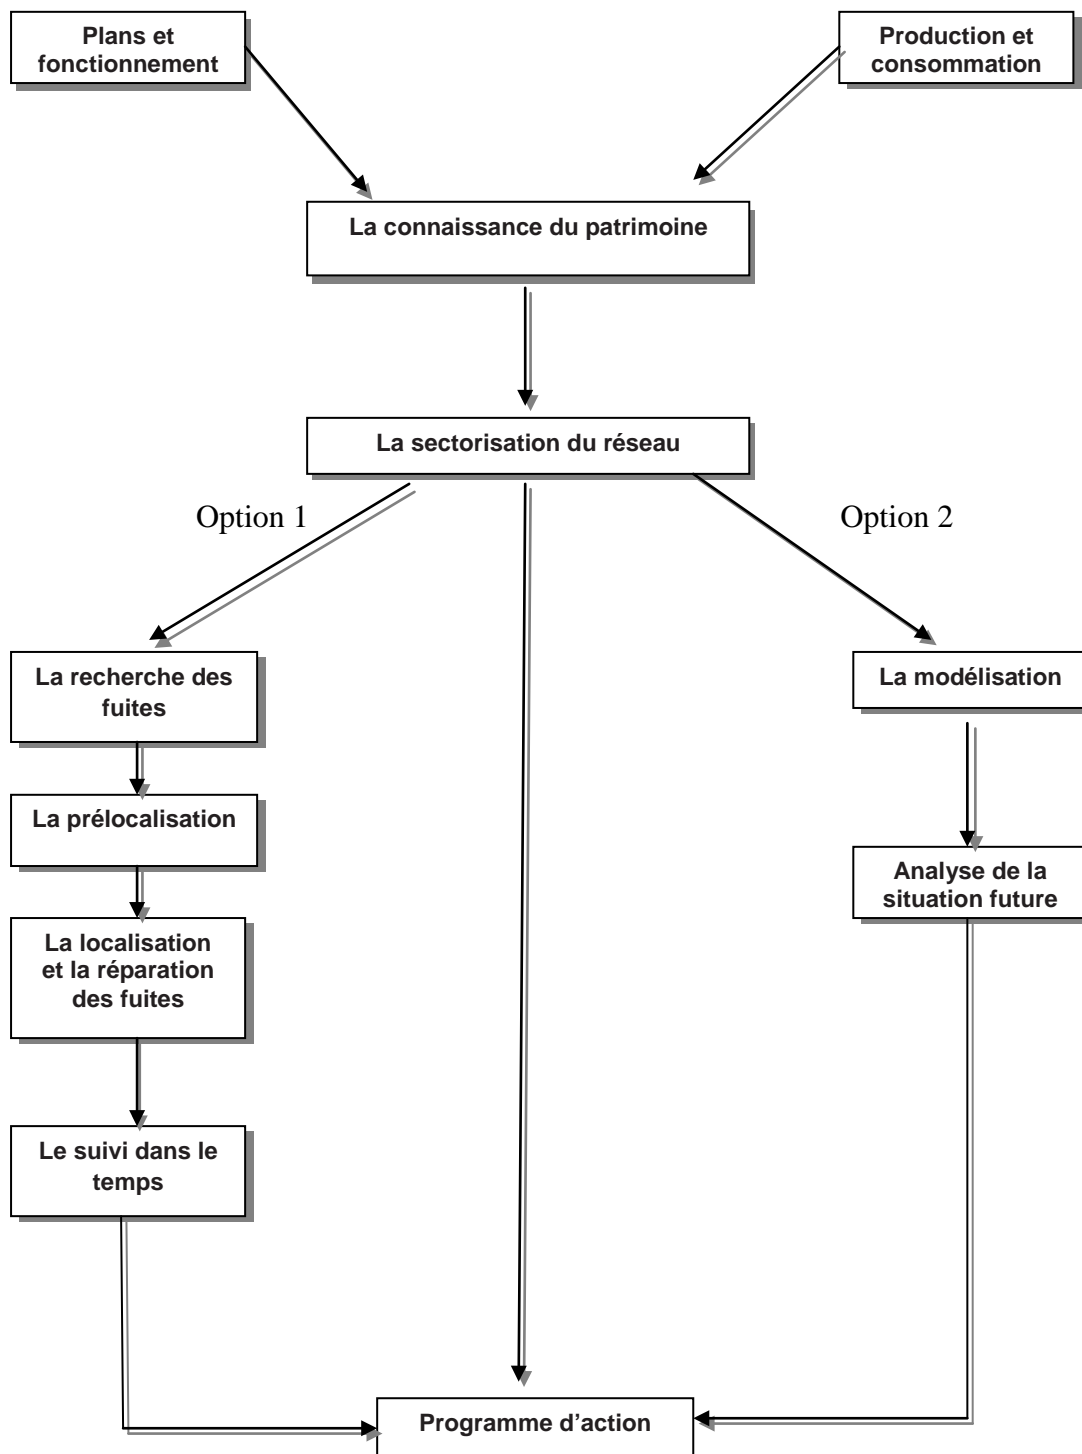 Plans et
fonctionnement
Production et
consommation
La connaissance du patrimoine
La sectorisation du réseau
Option 1
Option 2
La recherche des
fuites
La modélisation
La prélocalisation
Analyse de la
situation future
La localisation
et la réparation
des fuites
Le suivi dans le
temps
Programme d’action